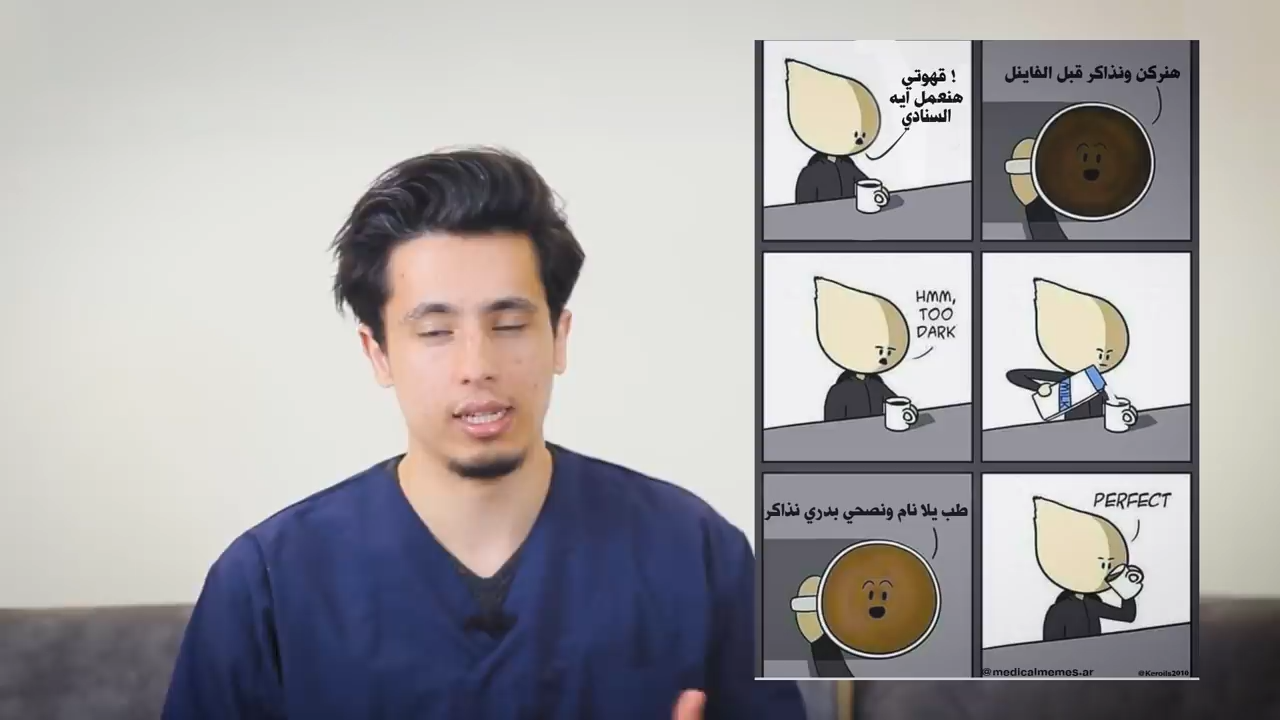 ! قهوتي
هنعمل ايه
السنادي
هنركن ونذاكر قبل الفاينل
HMM,
TOO
DARK
MILK
طب يلا نام ونصحي بدري نذاكر
PERFECT
@medicalmemes.ar
@Keroils2010